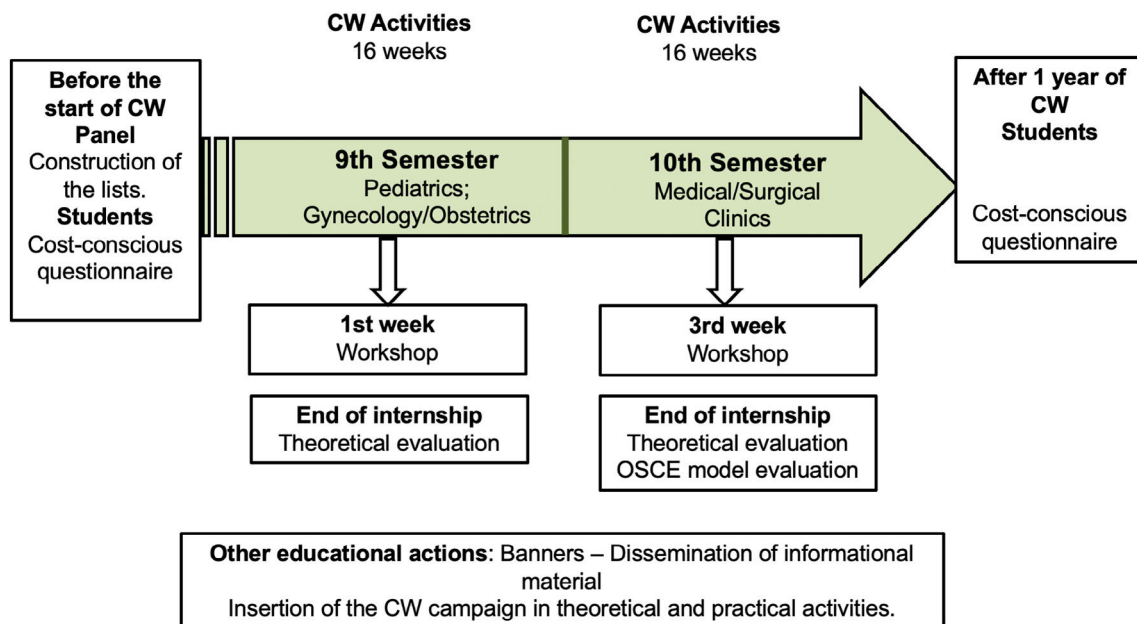 CW Activities
16 weeks
CW Activities
16 weeks
Before the
start of CW
Panel
Construction of
the lists.
Students
Cost-conscious
questionnaire
9th Semester
Pediatrics;
Gynecology/Obstetrics
10th Semester
Medical/Surgical
Clinics
After 1 year of
CW
Students
Cost-conscious
questionnaire
1st week
Workshop
3rd week
Workshop
End of internship
Theoretical evaluation
End of internship
Theoretical evaluation
OSCE model evaluation
Other educational actions: Banners – Dissemination of informational
material
Insertion of the CW campaign in theoretical and practical activities.